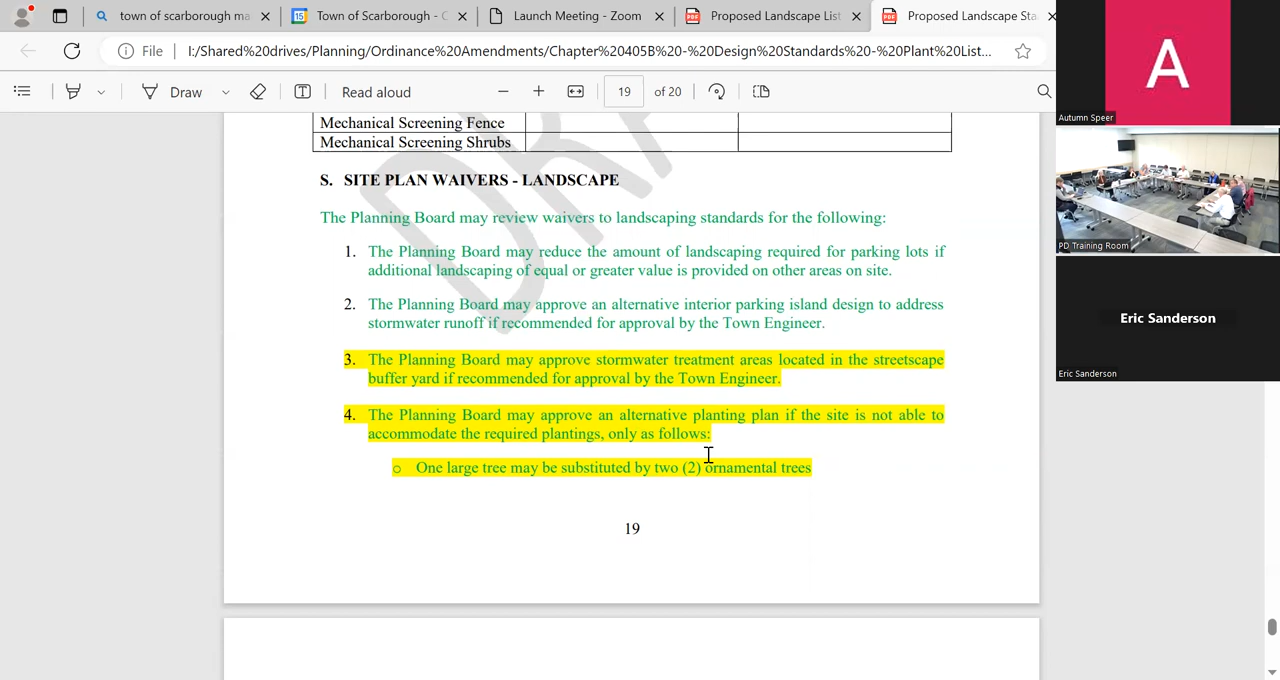 town of scarborough ma
Town of Scarborough - C
Launch Meeting - Zoom
Proposed Landscape List
Proposed Landscape Sta
File
I:/Shared%20drives/Planning/Ordinance%20Amendments/Chapter%20405B%20-%20Design%20Standards%20-%20Plant%20List...
Draw
Read aloud
19
of 20
Mechanical Screening Fence
Mechanical Screening Shrubs
S. SITE PLAN WAIVERS - LANDSCAPE
The Planning Board may review waivers to landscaping standards for the following:
1. The Planning Board may reduce the amount of landscaping required for parking lots if
additional landscaping of equal or greater value is provided on other areas on site.
2. The Planning Board may approve an alternative interior parking island design to address
stormwater runoff if recommended for approval by the Town Engineer.
3. The Planning Board may approve stormwater treatment areas located in the streetscape
buffer yard if recommended for approval by the Town Engineer.
4. The Planning Board may approve an alternative planting plan if the site is not able to
accommodate the required plantings, only as follows:
o One large tree may be substituted by two (2) ornamental trees
19
A
Autumn Speer
PD Training Room
Eric Sanderson
Eric Sanderson